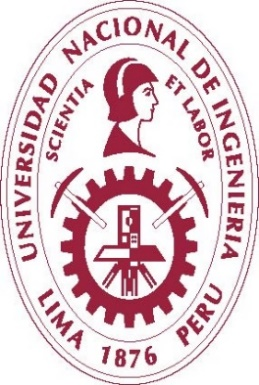 UNIVERSIDAD NACIONAL DE INGENIERIA
SCIENTIA ET LABOR
LIMA 1876 PERU